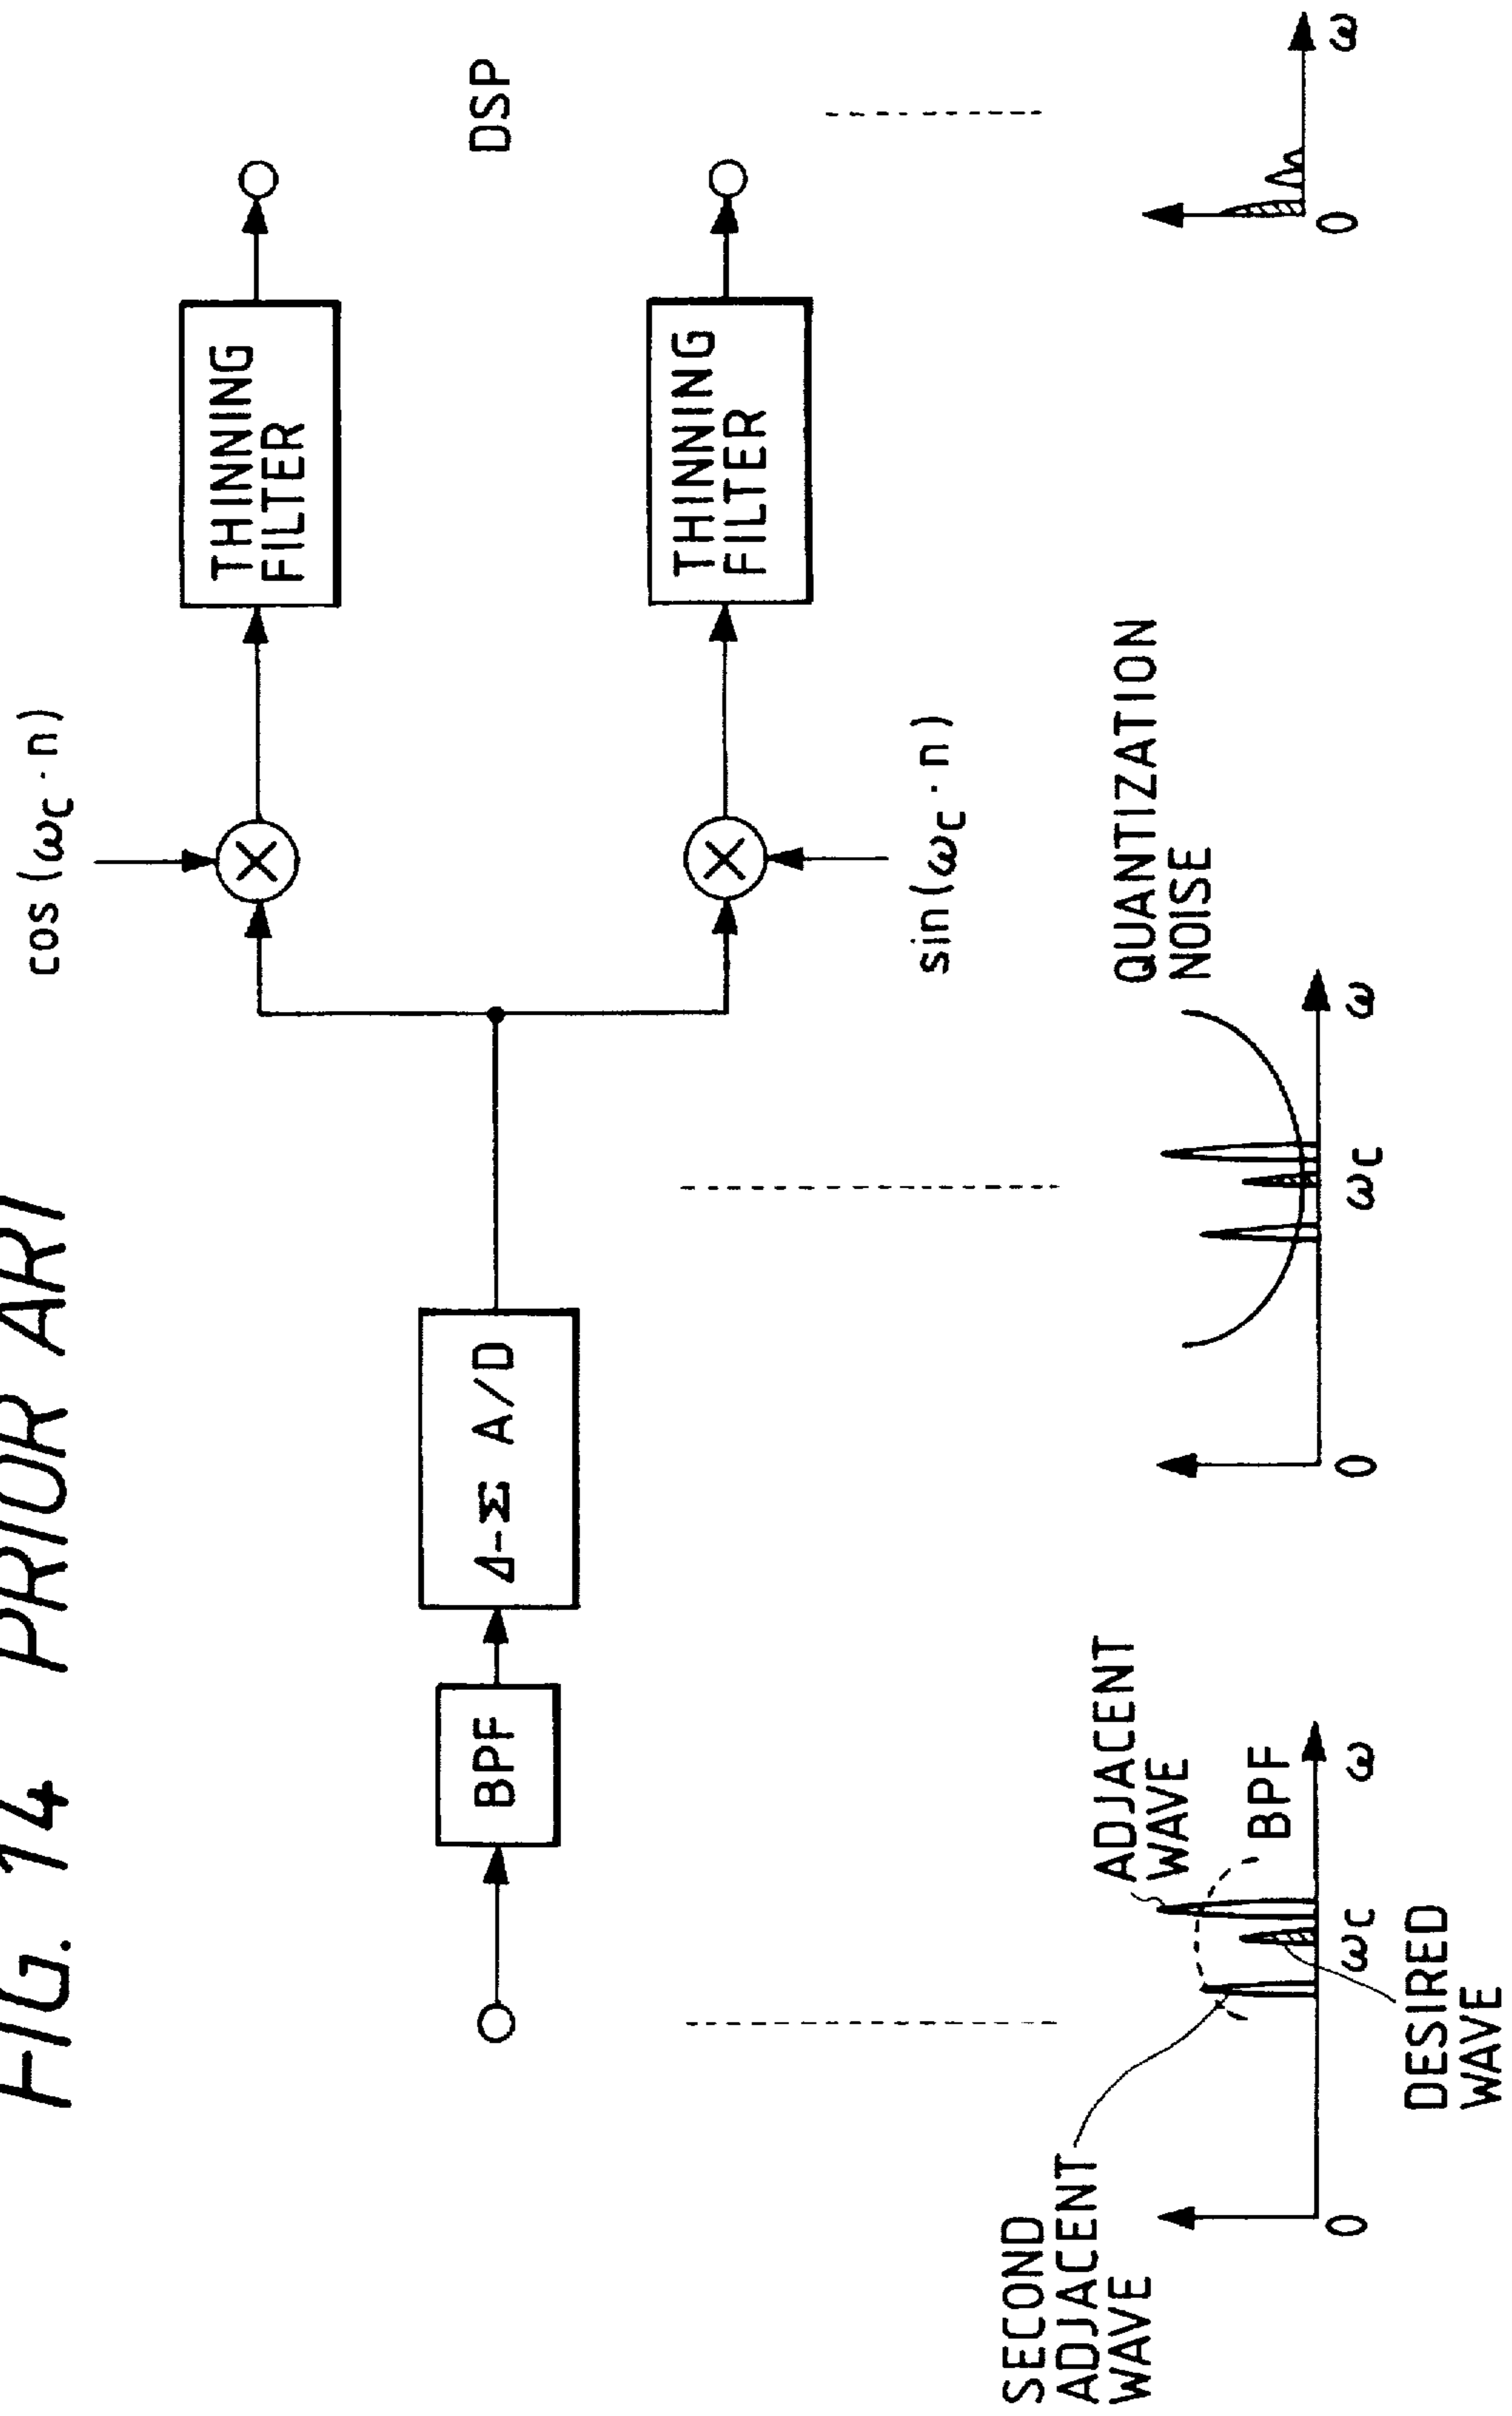 FIG. 14 PRIOR ART
cos (ωc · n)
THINNING
FILTER
BPF
Δ-Σ A/D
DSP
THINNING
FILTER
sin (ωc · n)
SECOND
ADJACENT
WAVE
ADJACENT
WAVE
BPF
0
ωc
ω
DESIRED
WAVE
QUANTIZATION
NOISE
0
ωc
ω
0
ω